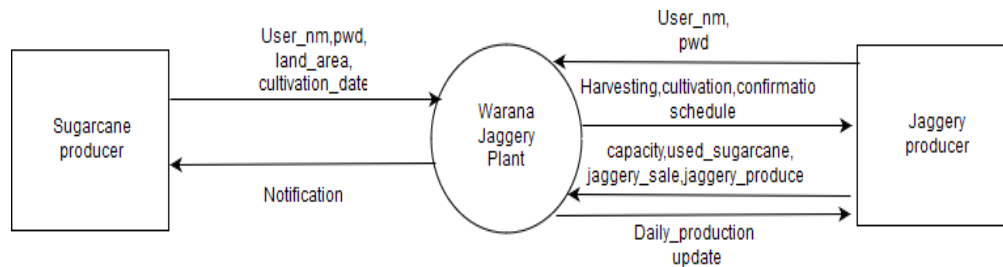 User_nm,pwd,
land_area,
cultivation_date
Sugarcane
producer
Notification
Warana
Jaggery
Plant
User_nm,
pwd
Harvesting,cultivation,confirmatio
schedule
capacity,used_sugarcane,
jaggery_sale,jaggery_produce
Daily_production
update
Jaggery
producer